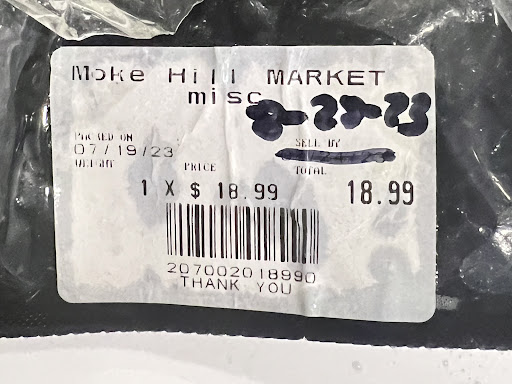 Moke Hill MARKET
misc
8-23-23
PACKED ON
SELL BY
07/19/23
WEIGHT PRICE TOTAL
1 X $ 18.99 18.99
207002018990
THANK YOU